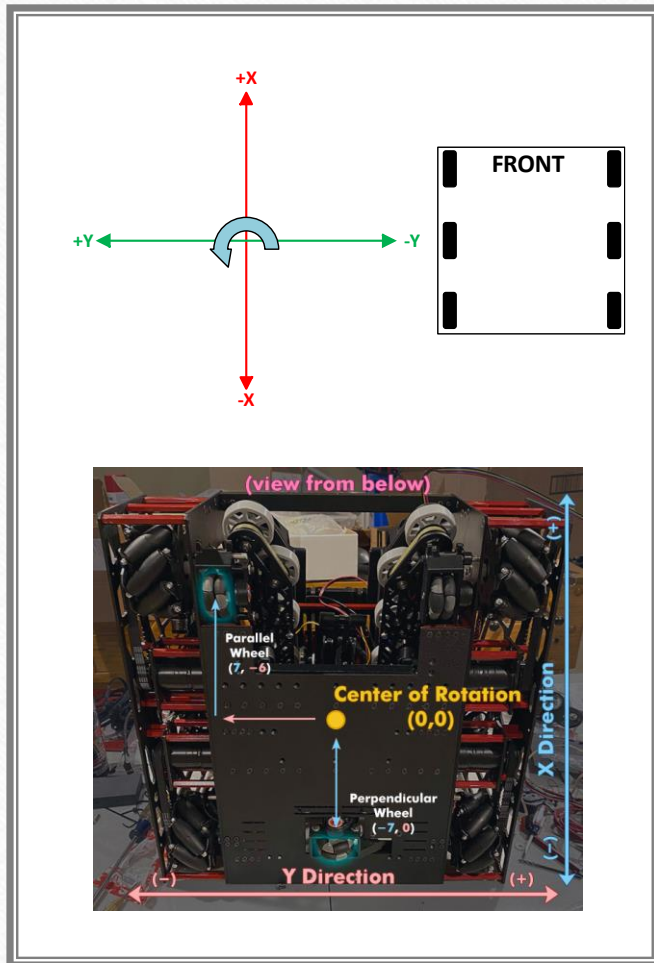 +X
FRONT
+Y
-Y
-X
(view from below)
(+)
Parallel
Wheel
(7, -6)
Center of Rotation
(0,0)
X Direction
Perpendicular
Wheel
(-7, 0)
(-)
(-)
Y Direction
(+)